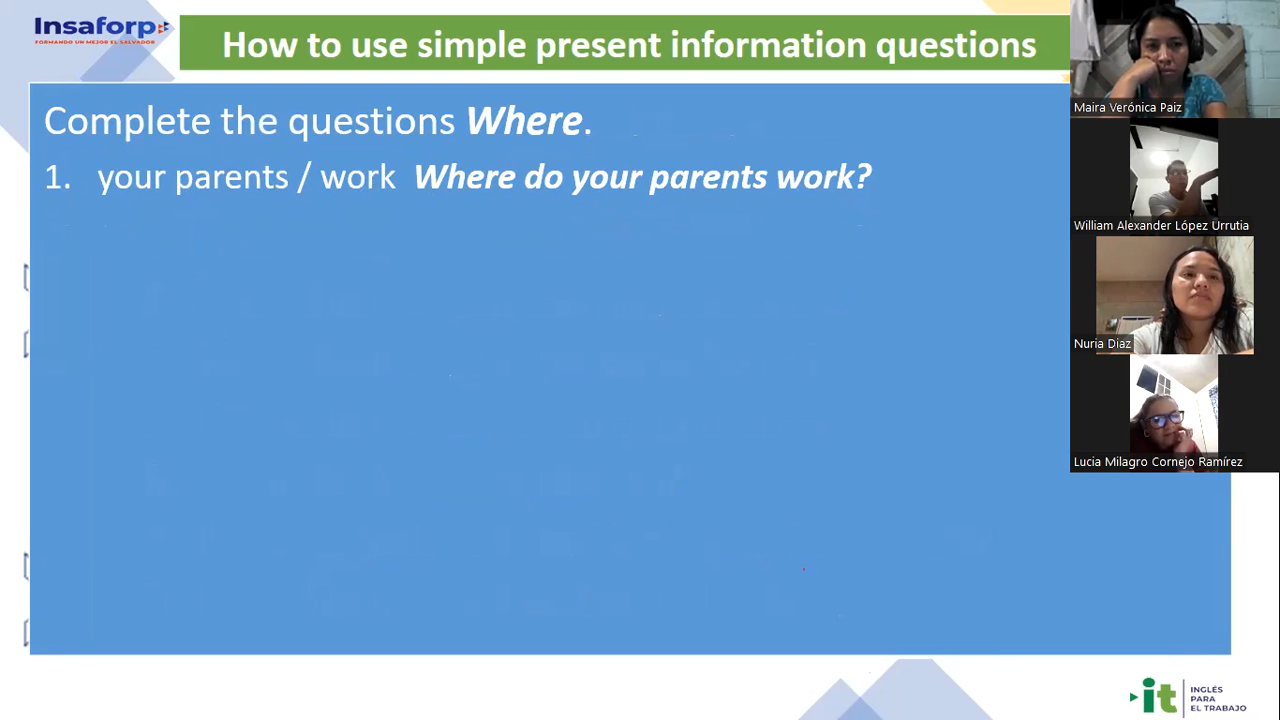 Insaforp
FORMANDO UN MEJOR EL SALVADOR
How to use simple present information questions
Complete the questions Where.
1. your parents / work Where do your parents work?
Maira Verónica Paiz
William Alexander López Urrutia
Nuria Diaz
Lucia Milagro Cornejo Ramírez
it
INGLÉS
PARA
EL TRABAJO